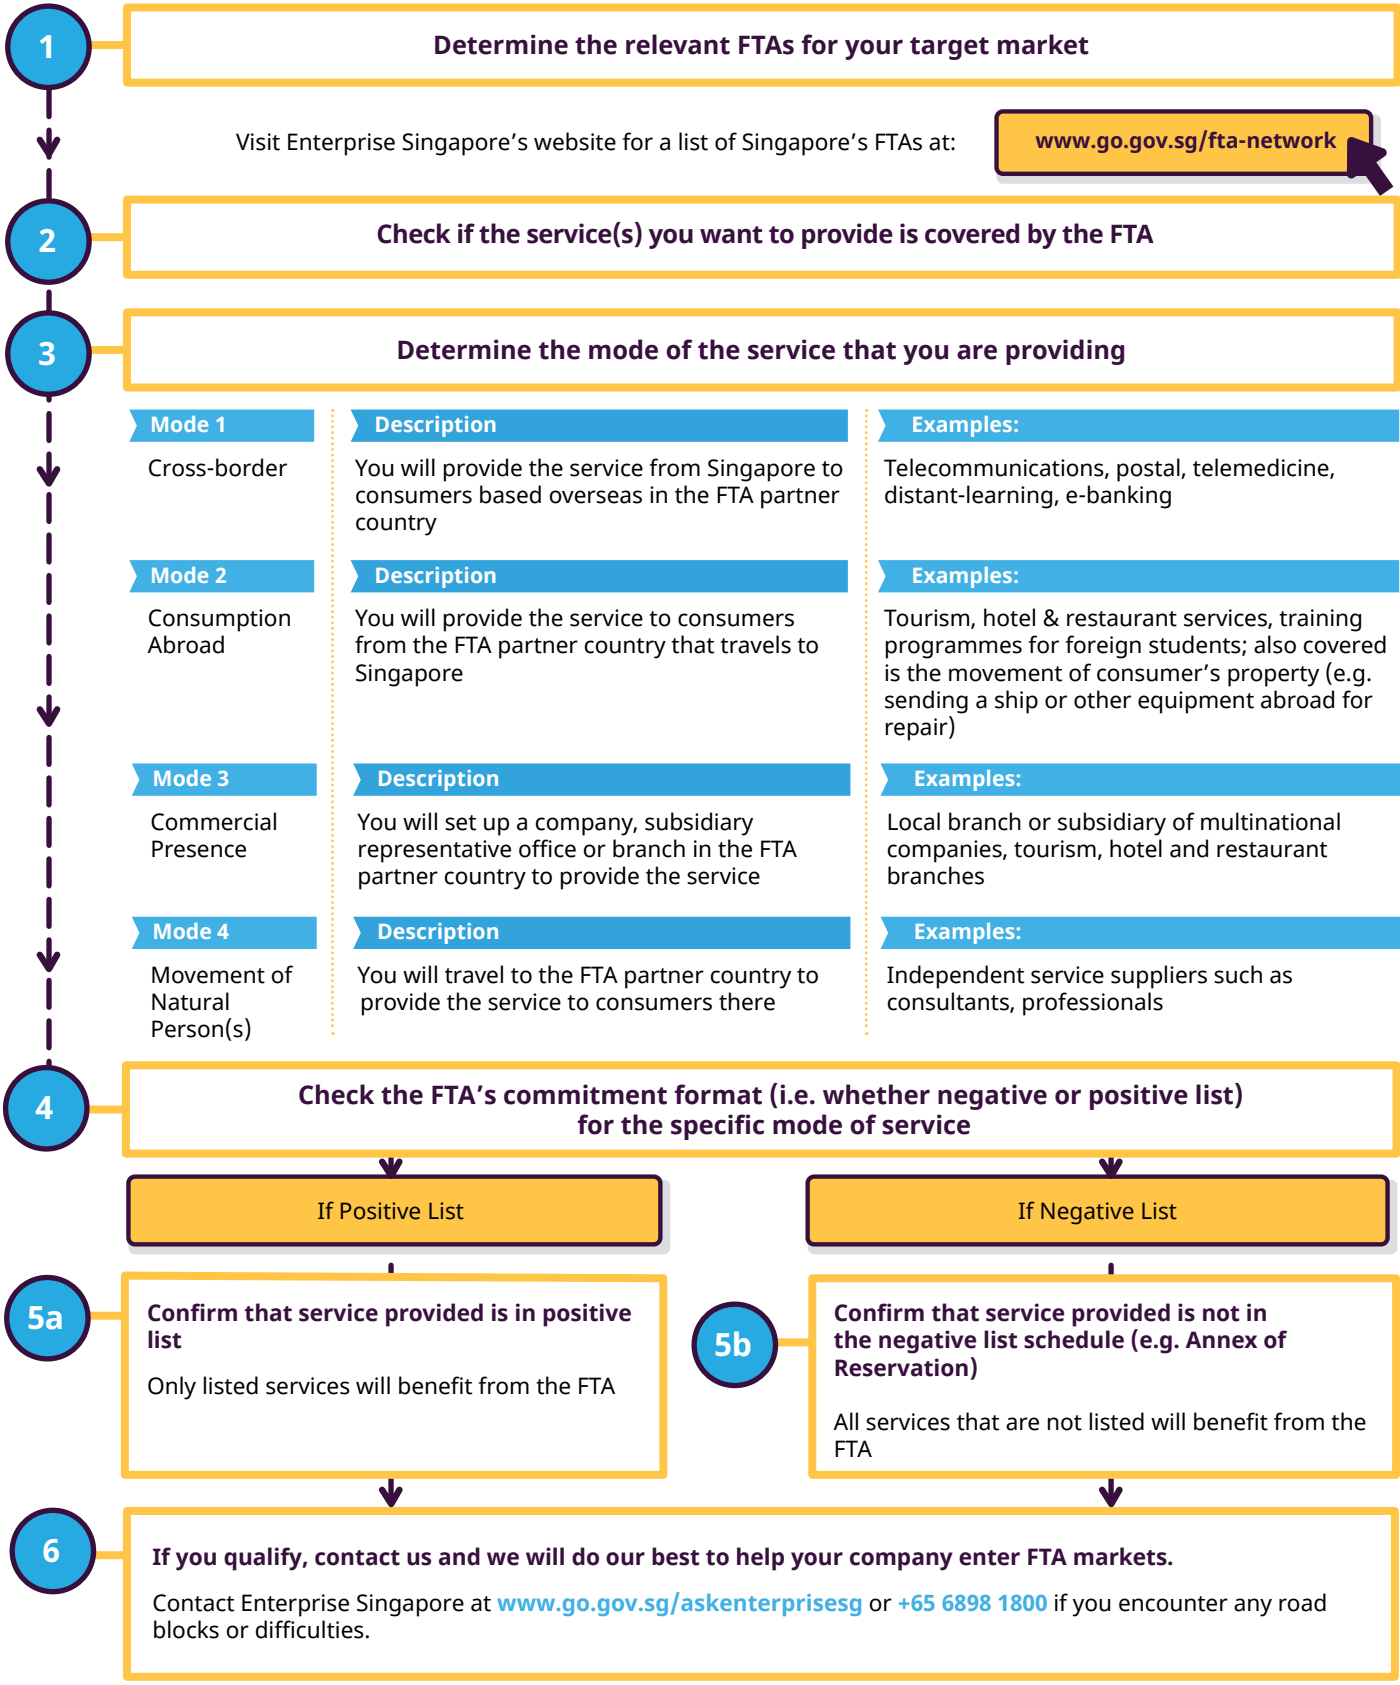 1
Determine the relevant FTAs for your target market
Visit Enterprise Singapore’s website for a list of Singapore’s FTAs at:
www.go.gov.sg/fta-network
2
Check if the service(s) you want to provide is covered by the FTA
3
Determine the mode of the service that you are providing
Mode 1
Description
Examples:
Cross-border
You will provide the service from Singapore to
consumers based overseas in the FTA partner
country
Telecommunications, postal, telemedicine,
distant-learning, e-banking
Mode 2
Description
Examples:
Consumption
Abroad
You will provide the service to consumers
from the FTA partner country that travels to
Singapore
Tourism, hotel & restaurant services, training
programmes for foreign students; also covered
is the movement of consumer’s property (e.g.
sending a ship or other equipment abroad for
repair)
Mode 3
Description
Examples:
Commercial
Presence
You will set up a company, subsidiary
representative office or branch in the FTA
partner country to provide the service
Local branch or subsidiary of multinational
companies, tourism, hotel and restaurant
branches
Mode 4
Description
Examples:
Movement of
Natural
Person(s)
You will travel to the FTA partner country to
provide the service to consumers there
Independent service suppliers such as
consultants, professionals
4
Check the FTA’s commitment format (i.e. whether negative or positive list)
for the specific mode of service
If Positive List
If Negative List
5a
Confirm that service provided is in positive
list
Only listed services will benefit from the FTA
5b
Confirm that service provided is not in
the negative list schedule (e.g. Annex of
Reservation)
All services that are not listed will benefit from the
FTA
6
If you qualify, contact us and we will do our best to help your company enter FTA markets.
Contact Enterprise Singapore at www.go.gov.sg/askenterprisesg or +65 6898 1800 if you encounter any road
blocks or difficulties.